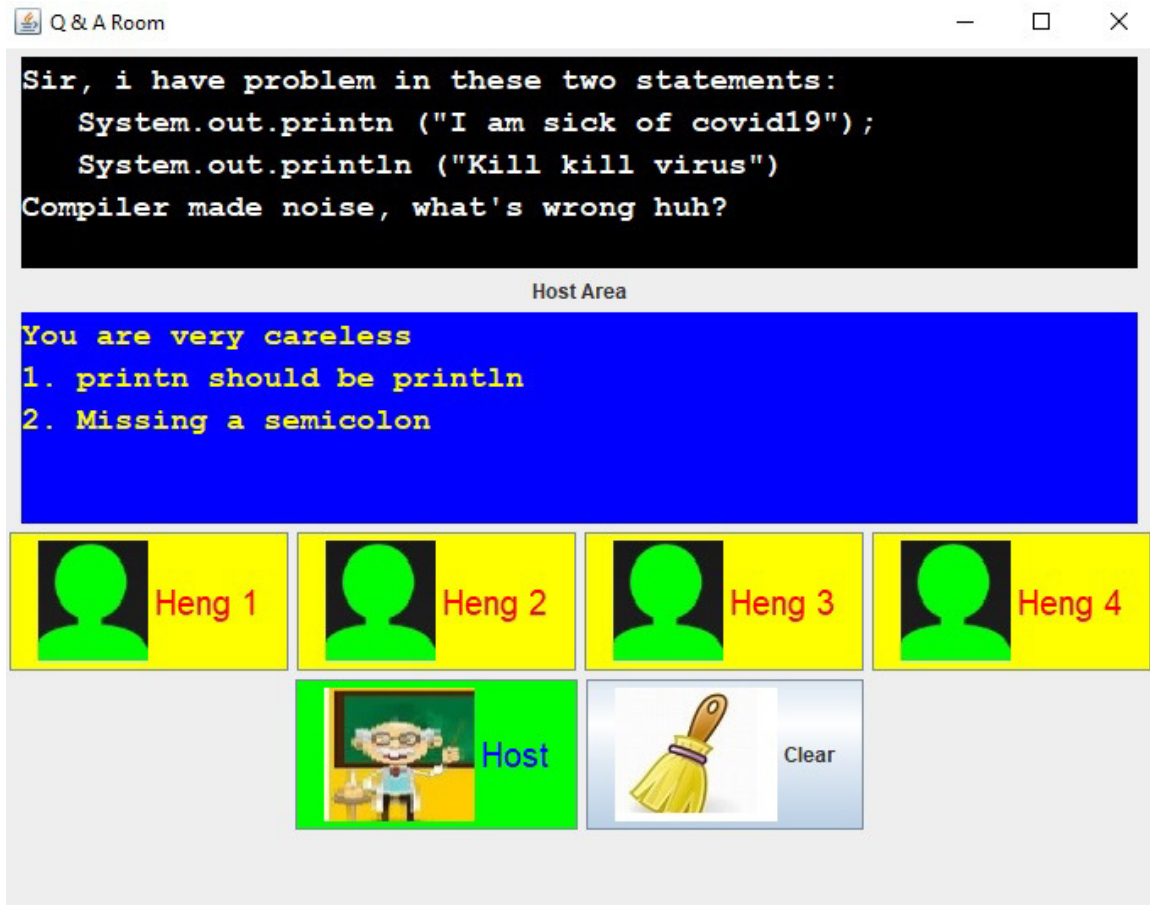 Q & A Room
Sir, i have problem in these two statements:
System.out.printn ("I am sick of covid19");
System.out.println ("Kill kill virus")
Compiler made noise, what's wrong huh?
Host Area
You are very careless
1. printn should be println
2. Missing a semicolon
Heng 1
Heng 2
Heng 3
Heng 4
Host
Clear